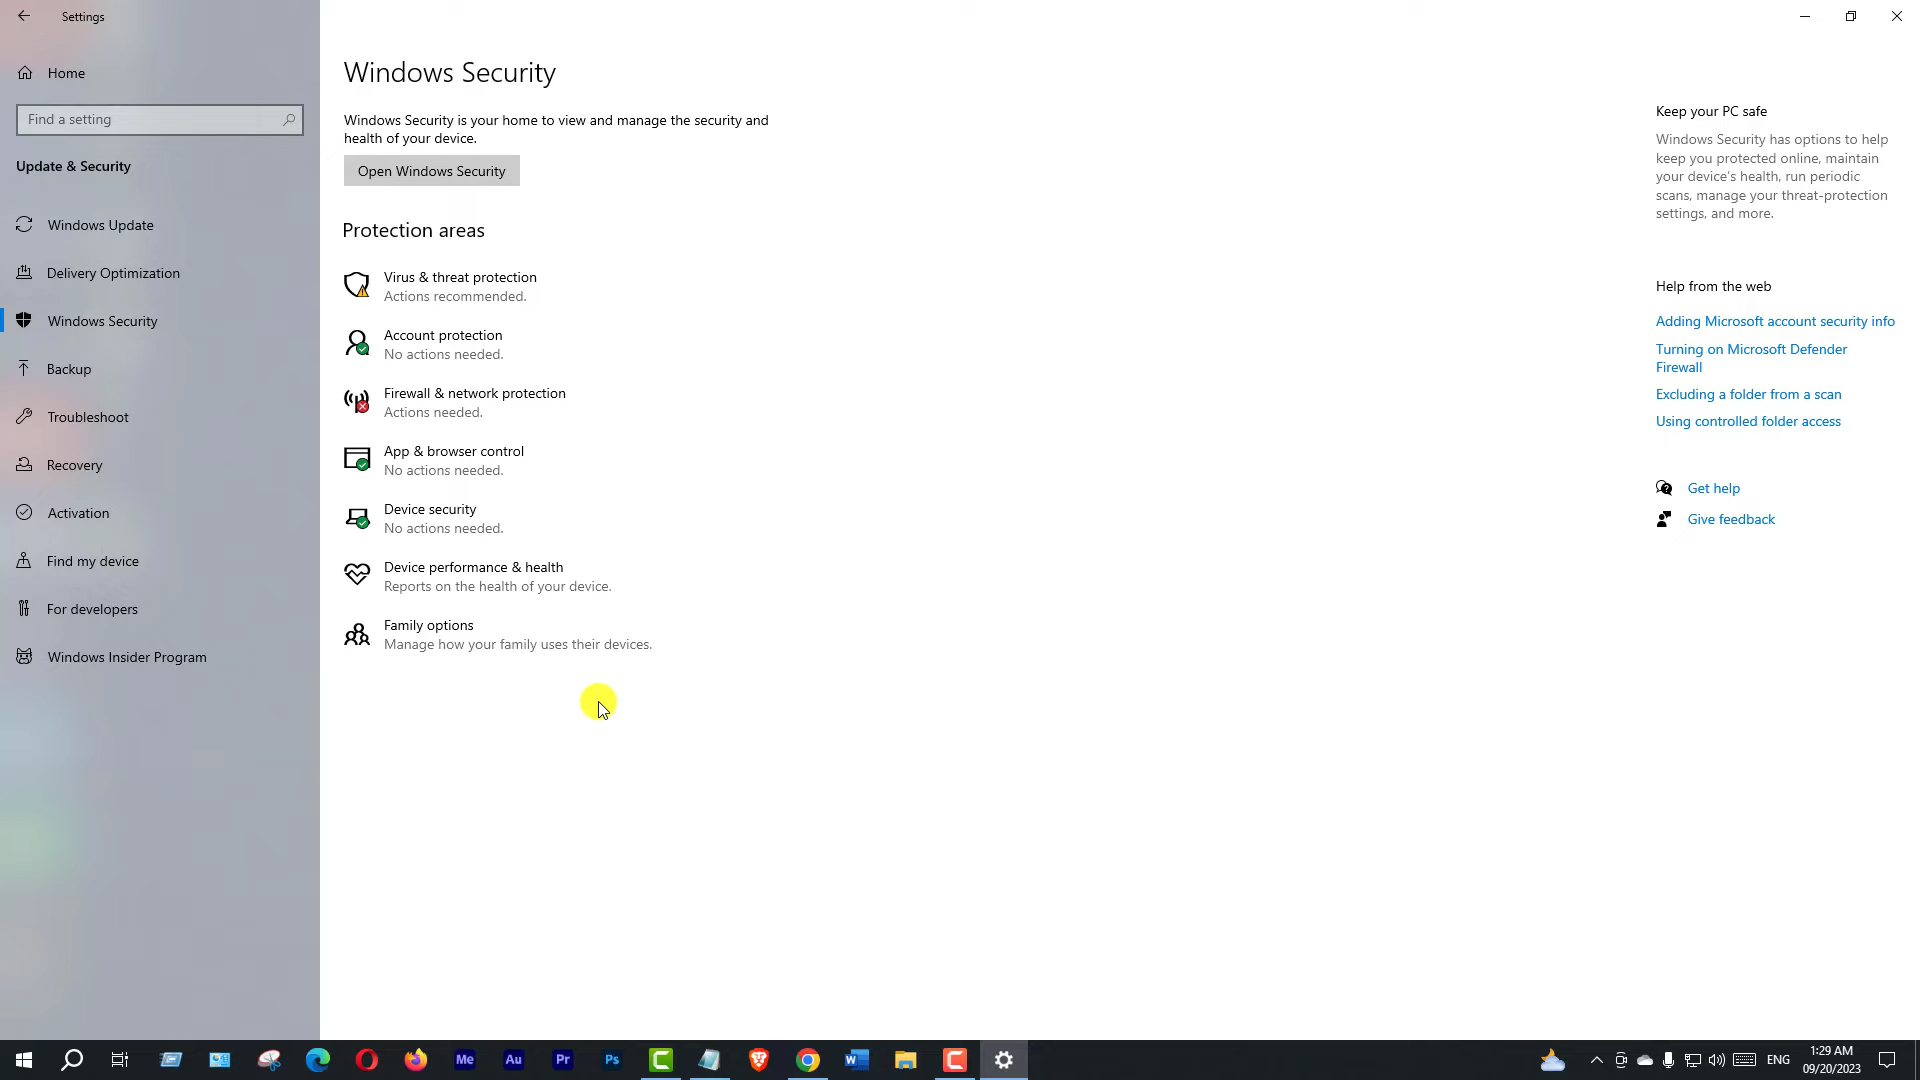 Settings
Home
Find a setting
Update & Security
Windows Update
Delivery Optimization
Windows Security
Backup
Troubleshoot
Recovery
Activation
Find my device
For developers
Windows Insider Program
Windows Security
Windows Security is your home to view and manage the security and
health of your device.
Open Windows Security
Protection areas
Virus & threat protection
Actions recommended.
Account protection
No actions needed.
Firewall & network protection
Actions needed.
App & browser control
No actions needed.
Device security
No actions needed.
Device performance & health
Reports on the health of your device.
Family options
Manage how your family uses their devices.
Keep your PC safe
Windows Security has options to help
keep you protected online, maintain
your device's health, run periodic
scans, manage your threat-protection
settings, and more.
Help from the web
Adding Microsoft account security info
Turning on Microsoft Defender
Firewall
Excluding a folder from a scan
Using controlled folder access
Get help
Give feedback
Me
Au
Pr
Ps
ENG
1:29 AM
09/20/2023